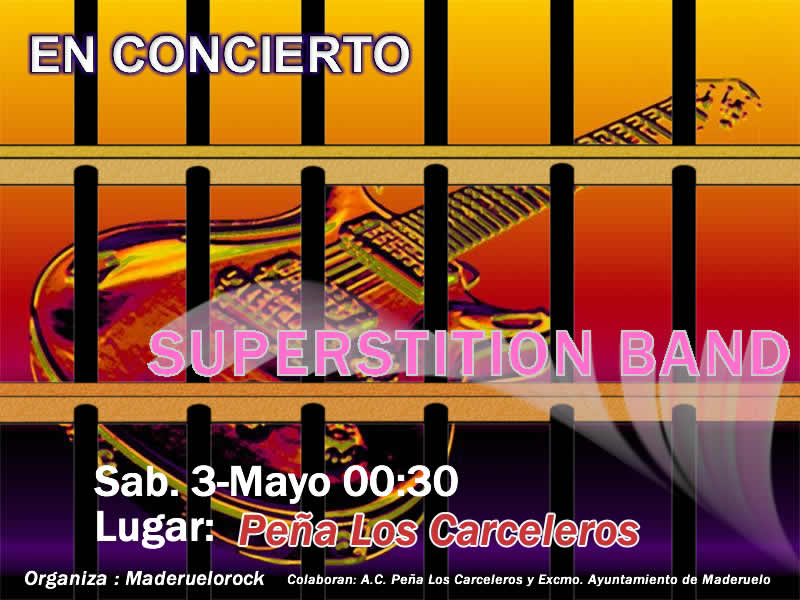 EN CONCIERTO
SUPERSTITION BAND
Sab. 3-Mayo 00:30
Lugar: Peña Los Carceleros
Organiza : Maderuelorock Colaboran: A.C. Peña Los Carceleros y Excmo. Ayuntamiento de Maderuelo